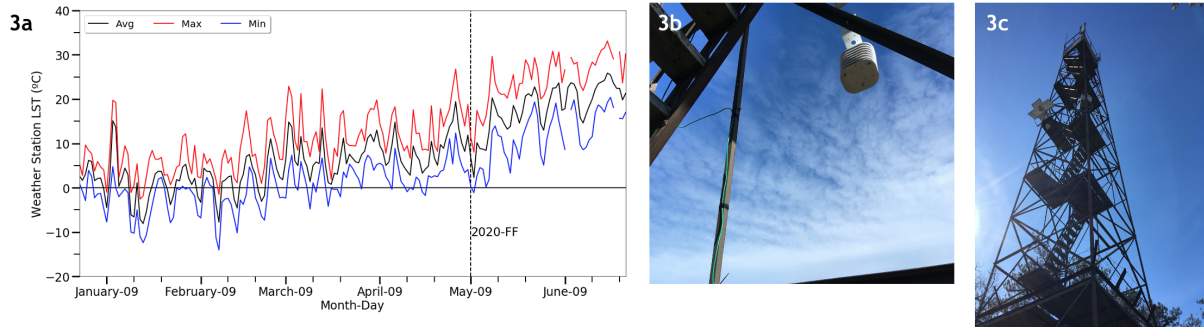 3a
Avg Max Min
Weather Station LST (ºC)
40
30
20
10
0
−10
−20
2020-FF
January-09 February-09 March-09 April-09 May-09 June-09
Month-Day
3b
3c